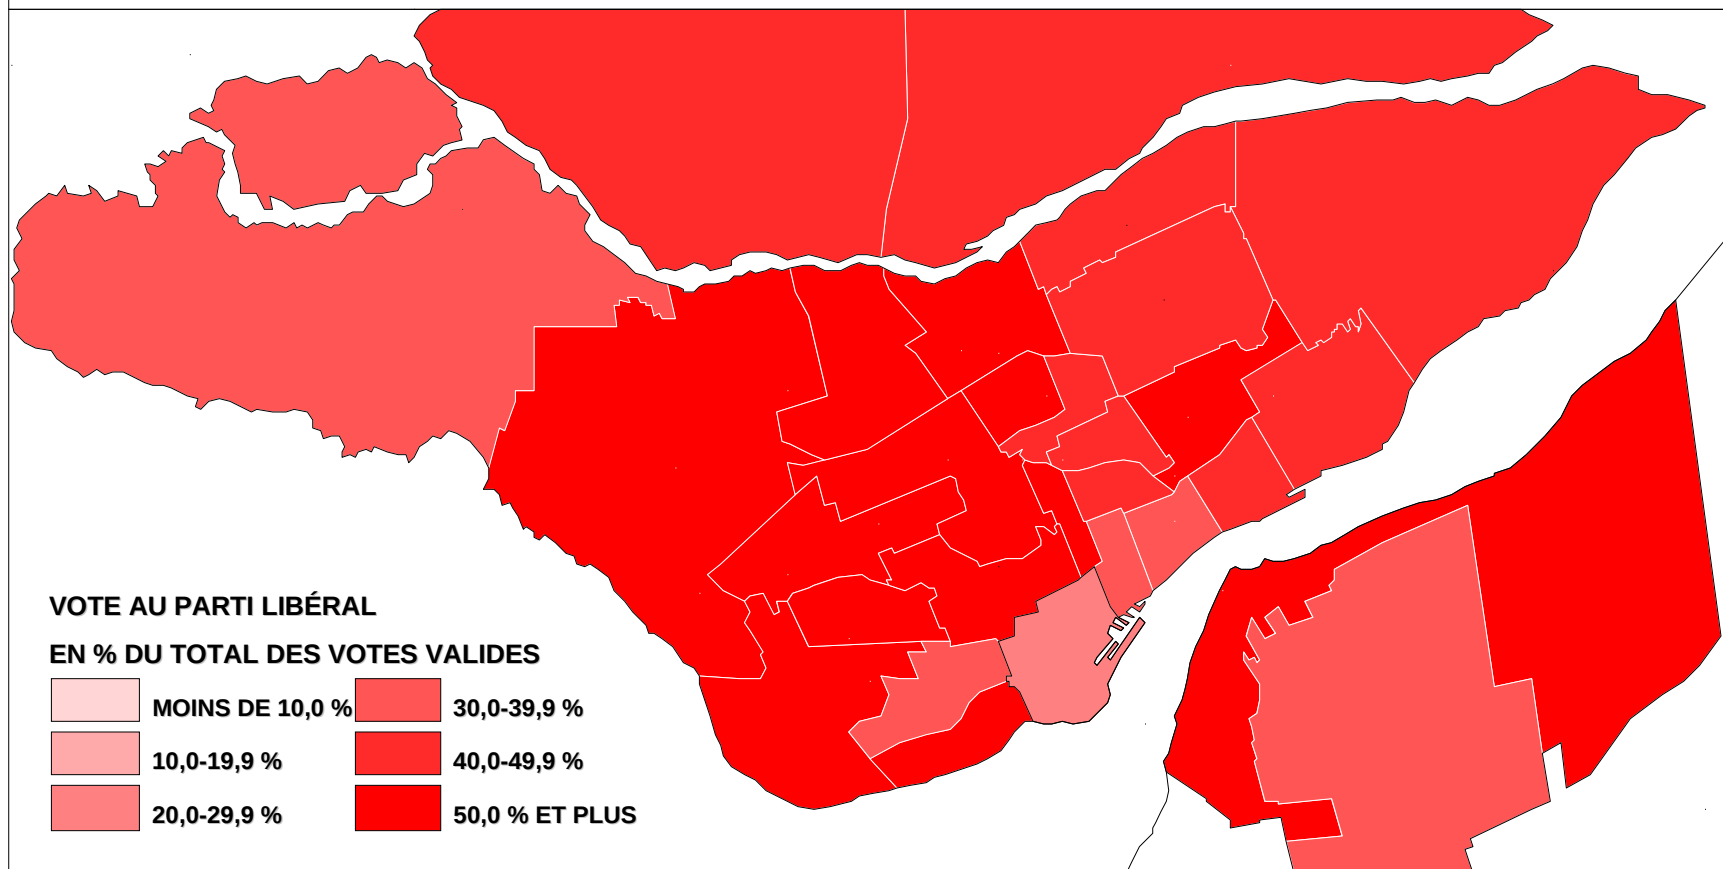 VOTE AU PARTI LIBÉRAL
EN % DU TOTAL DES VOTES VALIDES
MOINS DE 10,0 %
30,0-39,9 %
10,0-19,9 %
40,0-49,9 %
20,0-29,9 %
50,0 % ET PLUS